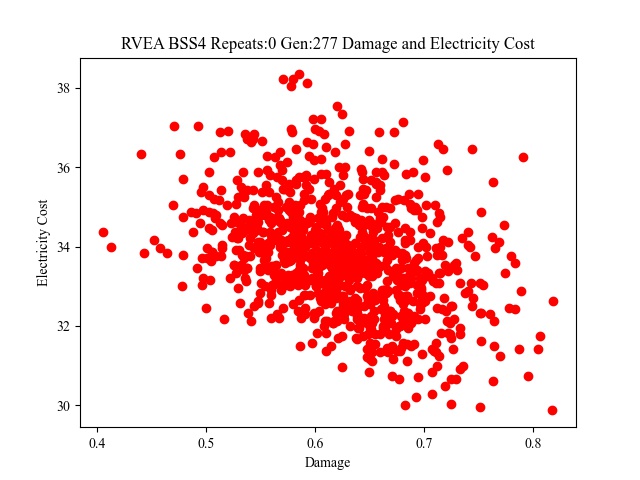 RVEA BSS4 Repeats:0 Gen:277 Damage and Electricity Cost
38
36
34
32
30
Electricity Cost
0.4 0.5 0.6 0.7 0.8
Damage